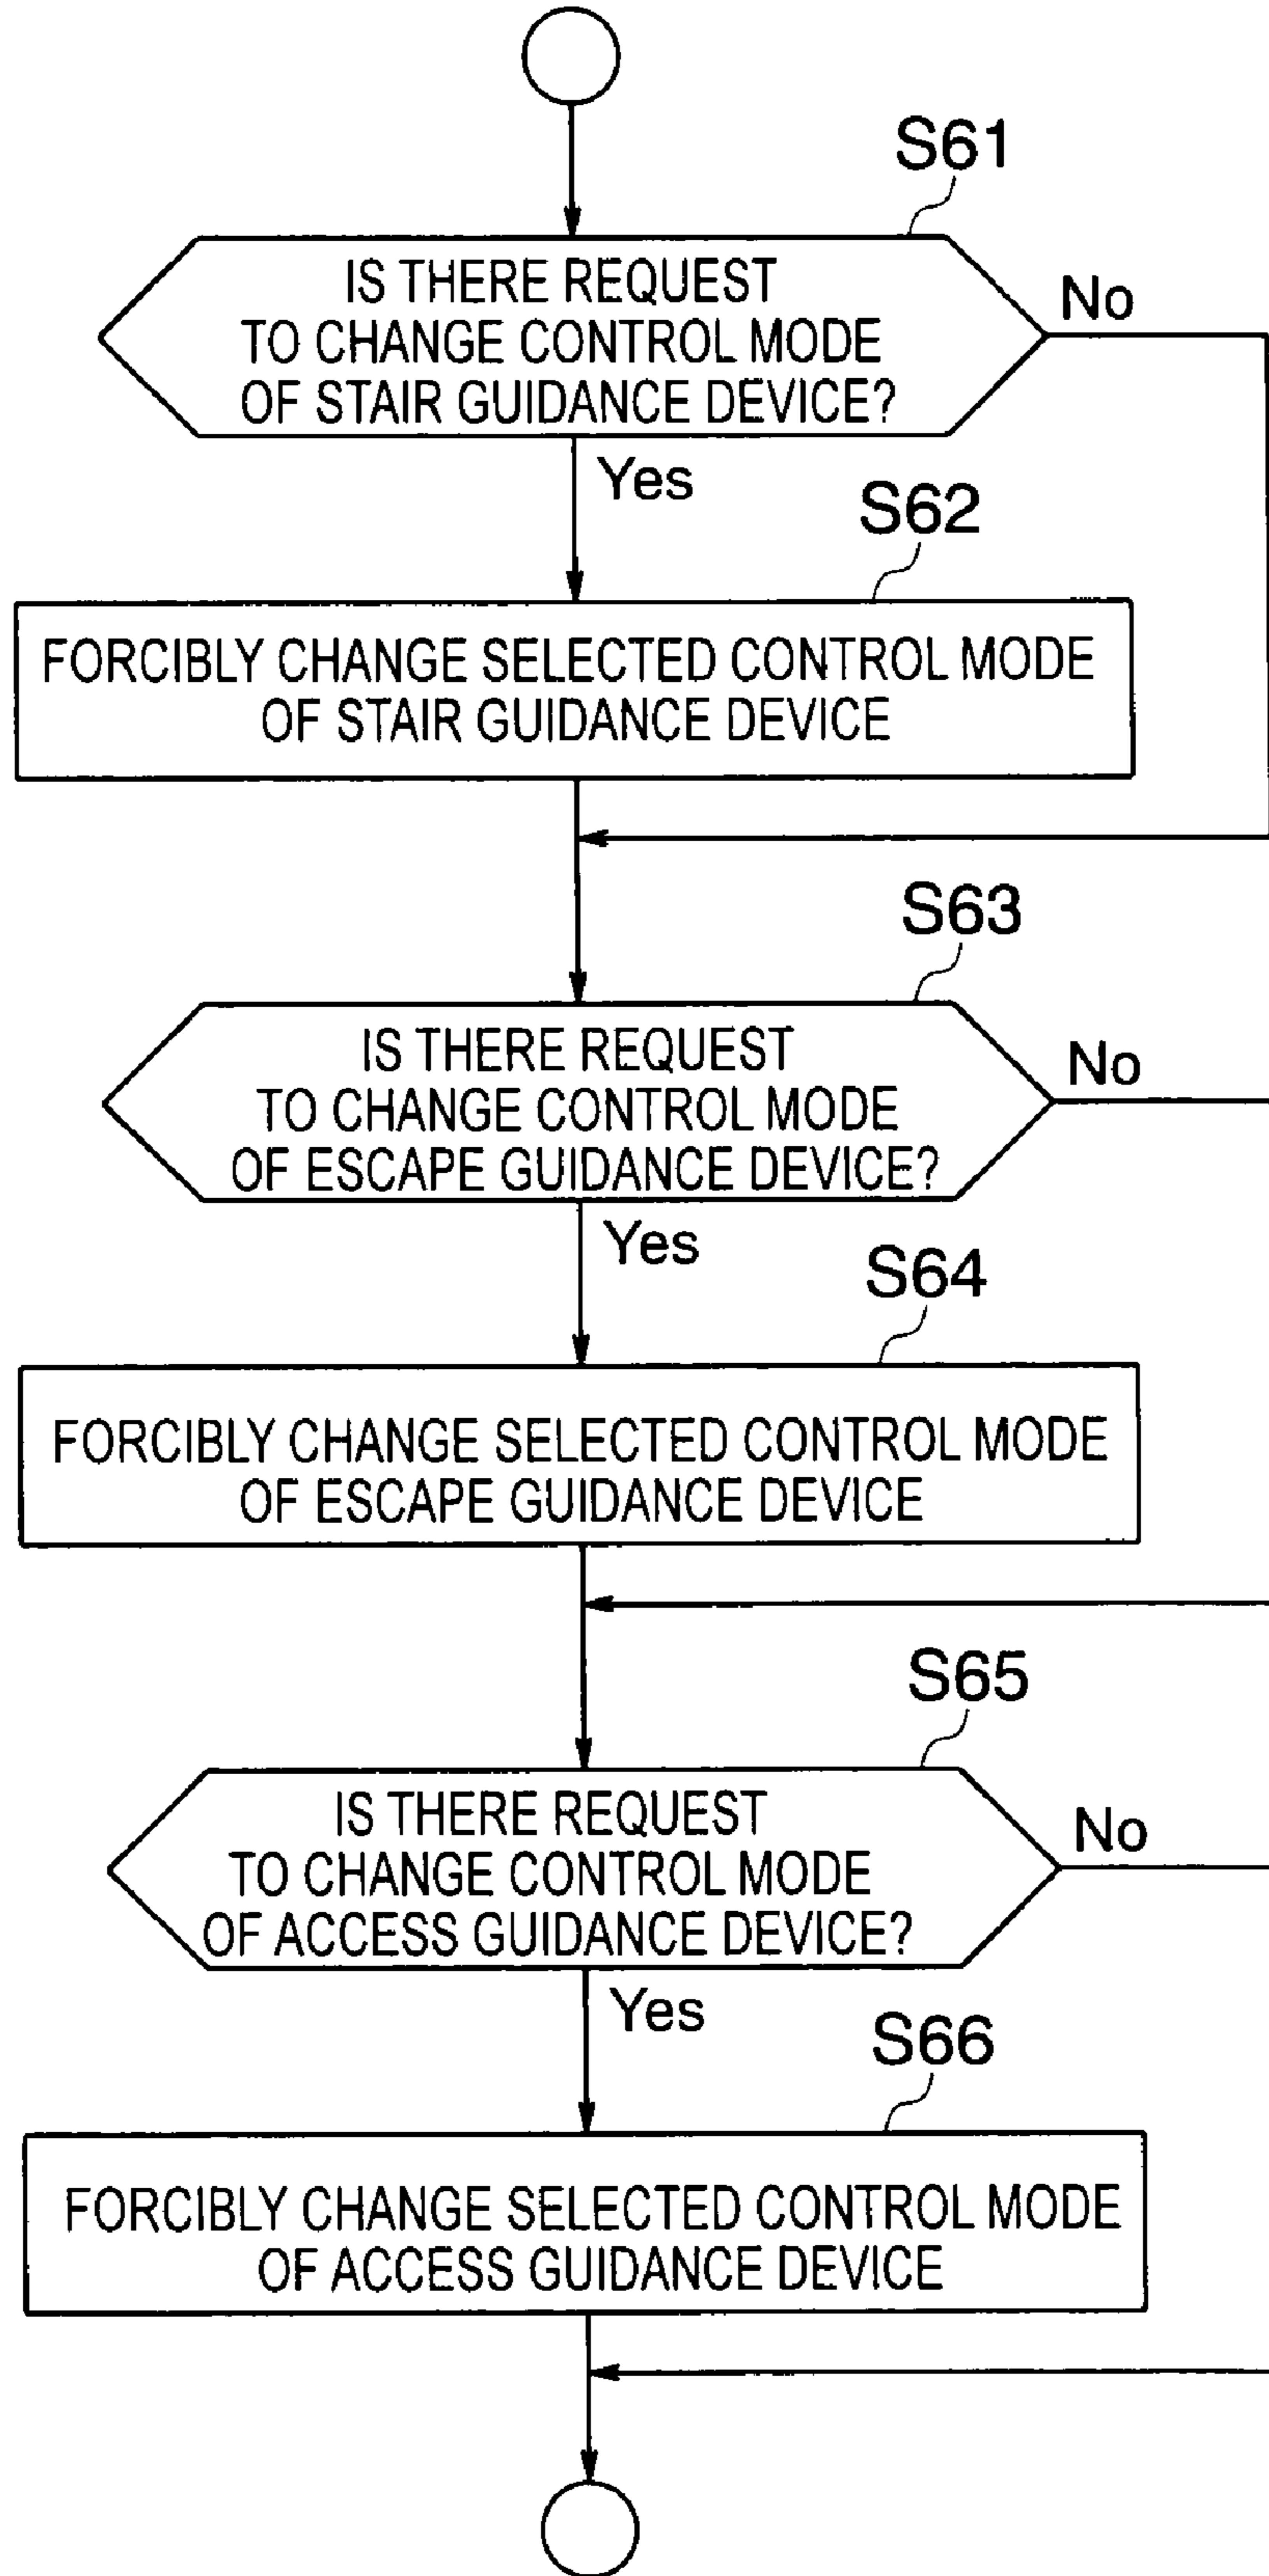 S61
IS THERE REQUEST
TO CHANGE CONTROL MODE
OF STAIR GUIDANCE DEVICE?
No
Yes
S62
FORCIBLY CHANGE SELECTED CONTROL MODE
OF STAIR GUIDANCE DEVICE
S63
IS THERE REQUEST
TO CHANGE CONTROL MODE
OF ESCAPE GUIDANCE DEVICE?
No
Yes
S64
FORCIBLY CHANGE SELECTED CONTROL MODE
OF ESCAPE GUIDANCE DEVICE
S65
IS THERE REQUEST
TO CHANGE CONTROL MODE
OF ACCESS GUIDANCE DEVICE?
No
Yes
S66
FORCIBLY CHANGE SELECTED CONTROL MODE
OF ACCESS GUIDANCE DEVICE